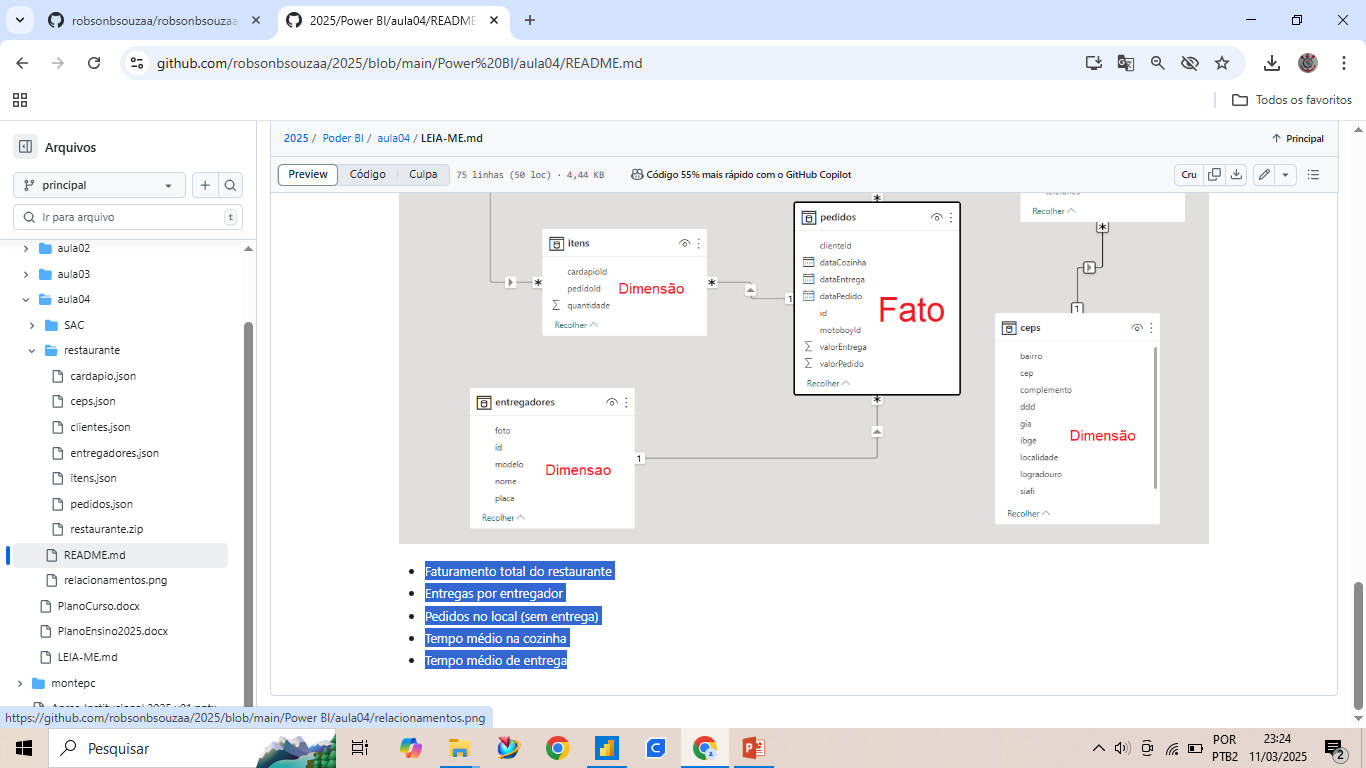 robsonbsouzaa/robsonbsouzaa
2025/Power BI/aula04/README
github.com/robsonbsouzaa/2025/blob/main/Power%20BI/aula04/README.md
Todos os favoritos
Arquivos
principal
Ir para arquivo
t
aula02
aula03
aula04
SAC
restaurante
cardapio.json
ceps.json
clientes.json
entregadores.json
itens.json
pedidos.json
restaurante.zip
README.md
relacionamentos.png
PlanoCurso.docx
PlanoEnsino2025.docx
LEIA-ME.md
montepc
2025 / Poder BI / aula04 / LEIA-ME.md
Principal
Preview Código Culpa
75 linhas (50 loc) · 4,44 KB
Código 55% mais rápido com o GitHub Copilot
Cru
Recolher
itens
cardapioId
pedidoId
quantidade
Recolher
Dimensão
pedidos
clienteId
dataCozinha
dataEntrega
dataPedido
id
motoboyId
valorEntrega
valorPedido
Recolher
Fato
entregadores
foto
id
modelo
nome
placa
Recolher
Dimensao
ceps
bairro
cep
complemento
ddd
gia
ibge
localidade
logradouro
siafi
Recolher
Dimensão
* * 1 * 1 * * 1
Faturamento total do restaurante
Entregas por entregador
Pedidos no local (sem entrega)
Tempo médio na cozinha
Tempo médio de entrega
https://github.com/robsonbsouzaa/2025/blob/main/Power BI/aula04/relacionamentos.png
Pesquisar
POR
PTB2
23:24
11/03/2025
2